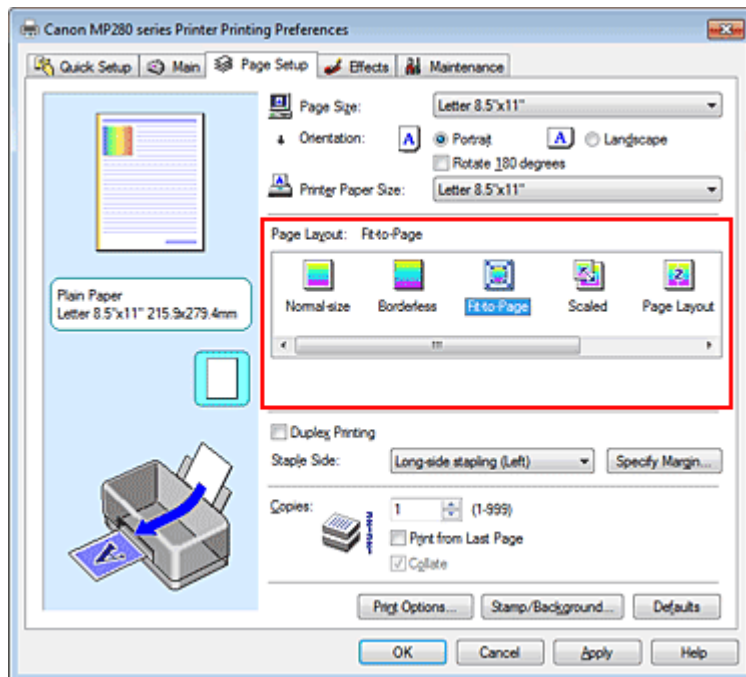 Canon MP280 series Printer Printing Preferences
Quick Setup Main Page Setup Effects Maintenance
Page Size: Letter 8.5"x11"
Orientation: A Portrait A Landscape
Rotate 180 degrees
Printer Paper Size: Letter 8.5"x11"
Page Layout: Fit-to-Page
Normal-size Borderless Fit-to-Page Scaled Page Layout
Plain Paper
Letter 8.5"x11" 215.9x279.4mm
Duplex Printing
Staple Side: Long-side stapling (Left) Specify Margin...
Copies: 1 (1-999)
Print from Last Page
Collate
Print Options... Stamp/Background... Defaults
OK Cancel Apply Help